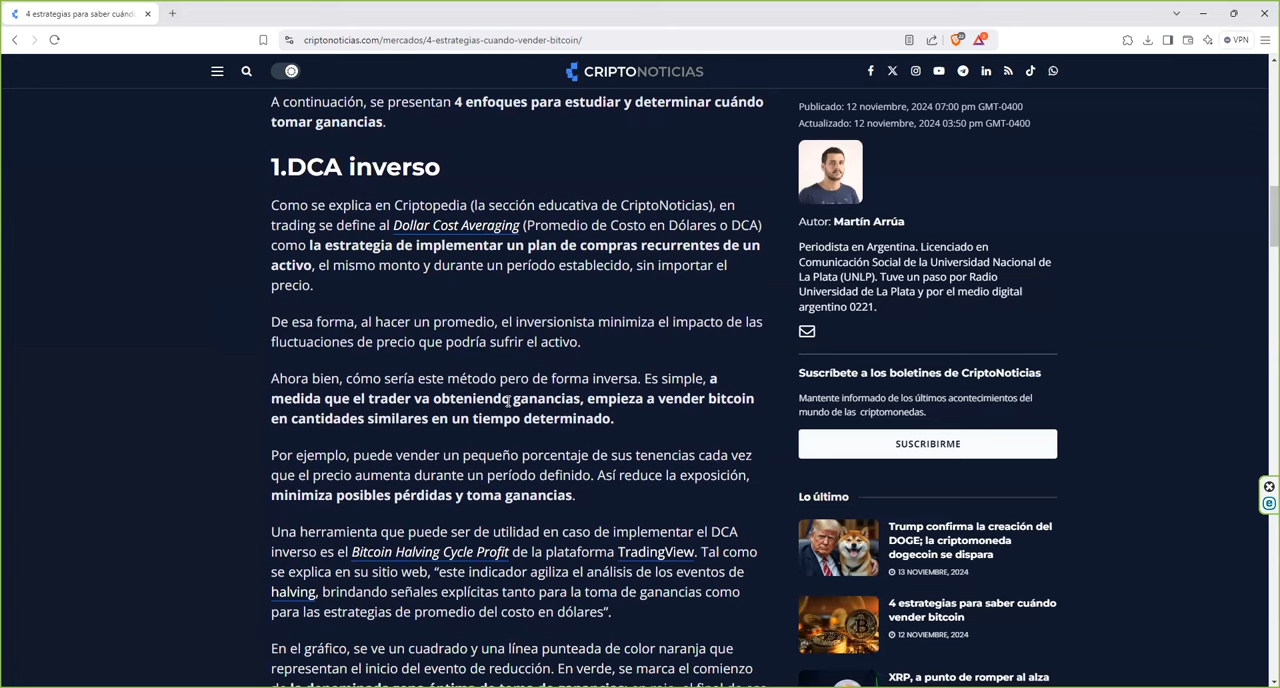 4 estrategias para saber cuándo
criptonoticias.com/mercados/4-estrategias-cuando-vender-bitcoin/
VPN
CRIPTONOTICIAS
A continuación, se presentan 4 enfoques para estudiar y determinar cuándo
tomar ganancias.
1.DCA inverso
Como se explica en Criptopedia (la sección educativa de CriptoNoticias), en
trading se define al Dollar Cost Averaging (Promedio de Costo en Dólares o DCA)
como la estrategia de implementar un plan de compras recurrentes de un
activo, el mismo monto y durante un período establecido, sin importar el
precio.
De esa forma, al hacer un promedio, el inversionista minimiza el impacto de las
fluctuaciones de precio que podría sufrir el activo.
Ahora bien, cómo sería este método pero de forma inversa. Es simple, a
medida que el trader va obteniendo ganancias, empieza a vender bitcoin
en cantidades similares en un tiempo determinado.
Por ejemplo, puede vender un pequeño porcentaje de sus tenencias cada vez
que el precio aumenta durante un período definido. Así reduce la exposición,
minimiza posibles pérdidas y toma ganancias.
Una herramienta que puede ser de utilidad en caso de implementar el DCA
inverso es el Bitcoin Halving Cycle Profit de la plataforma TradingView. Tal como
se explica en su sitio web, “este indicador agiliza el análisis de los eventos de
halving, brindando señales explícitas tanto para la toma de ganancias como
para las estrategias de promedio del costo en dólares”.
En el gráfico, se ve un cuadrado y una línea punteada de color naranja que
representan el inicio del evento de reducción. En verde, se marca el comienzo
de la denominada zona óptima de toma de ganancias; en rojo, el final de esa
Publicado: 12 noviembre, 2024 07:00 pm GMT-0400
Actualizado: 12 noviembre, 2024 03:50 pm GMT-0400
Autor: Martín Arrúa
Periodista en Argentina. Licenciado en
Comunicación Social de la Universidad Nacional de
La Plata (UNLP). Tuve un paso por Radio
Universidad de La Plata y por el medio digital
argentino 0221.
Suscríbete a los boletines de CriptoNoticias
Mantente informado de los últimos acontecimientos del
mundo de las criptomonedas.
SUSCRIBIRME
Lo último
Trump confirma la creación del
DOGE; la criptomoneda
dogecoin se dispara
13 NOVIEMBRE, 2024
4 estrategias para saber cuándo
vender bitcoin
12 NOVIEMBRE, 2024
XRP, a punto de romper al alza